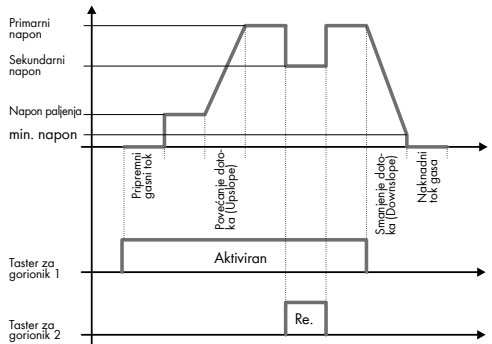 Primarni
napon
Sekundarni
napon
Napon paljenja
min. napon
Pripremni
gasni tok
Povećanje doto-
ka (Upslope)
Smanjenje doto-
ka (Downslope)
Naknadni
tok gasa
Taster za
gorionik 1
Aktiviran
Taster za
gorionik 2
Re.